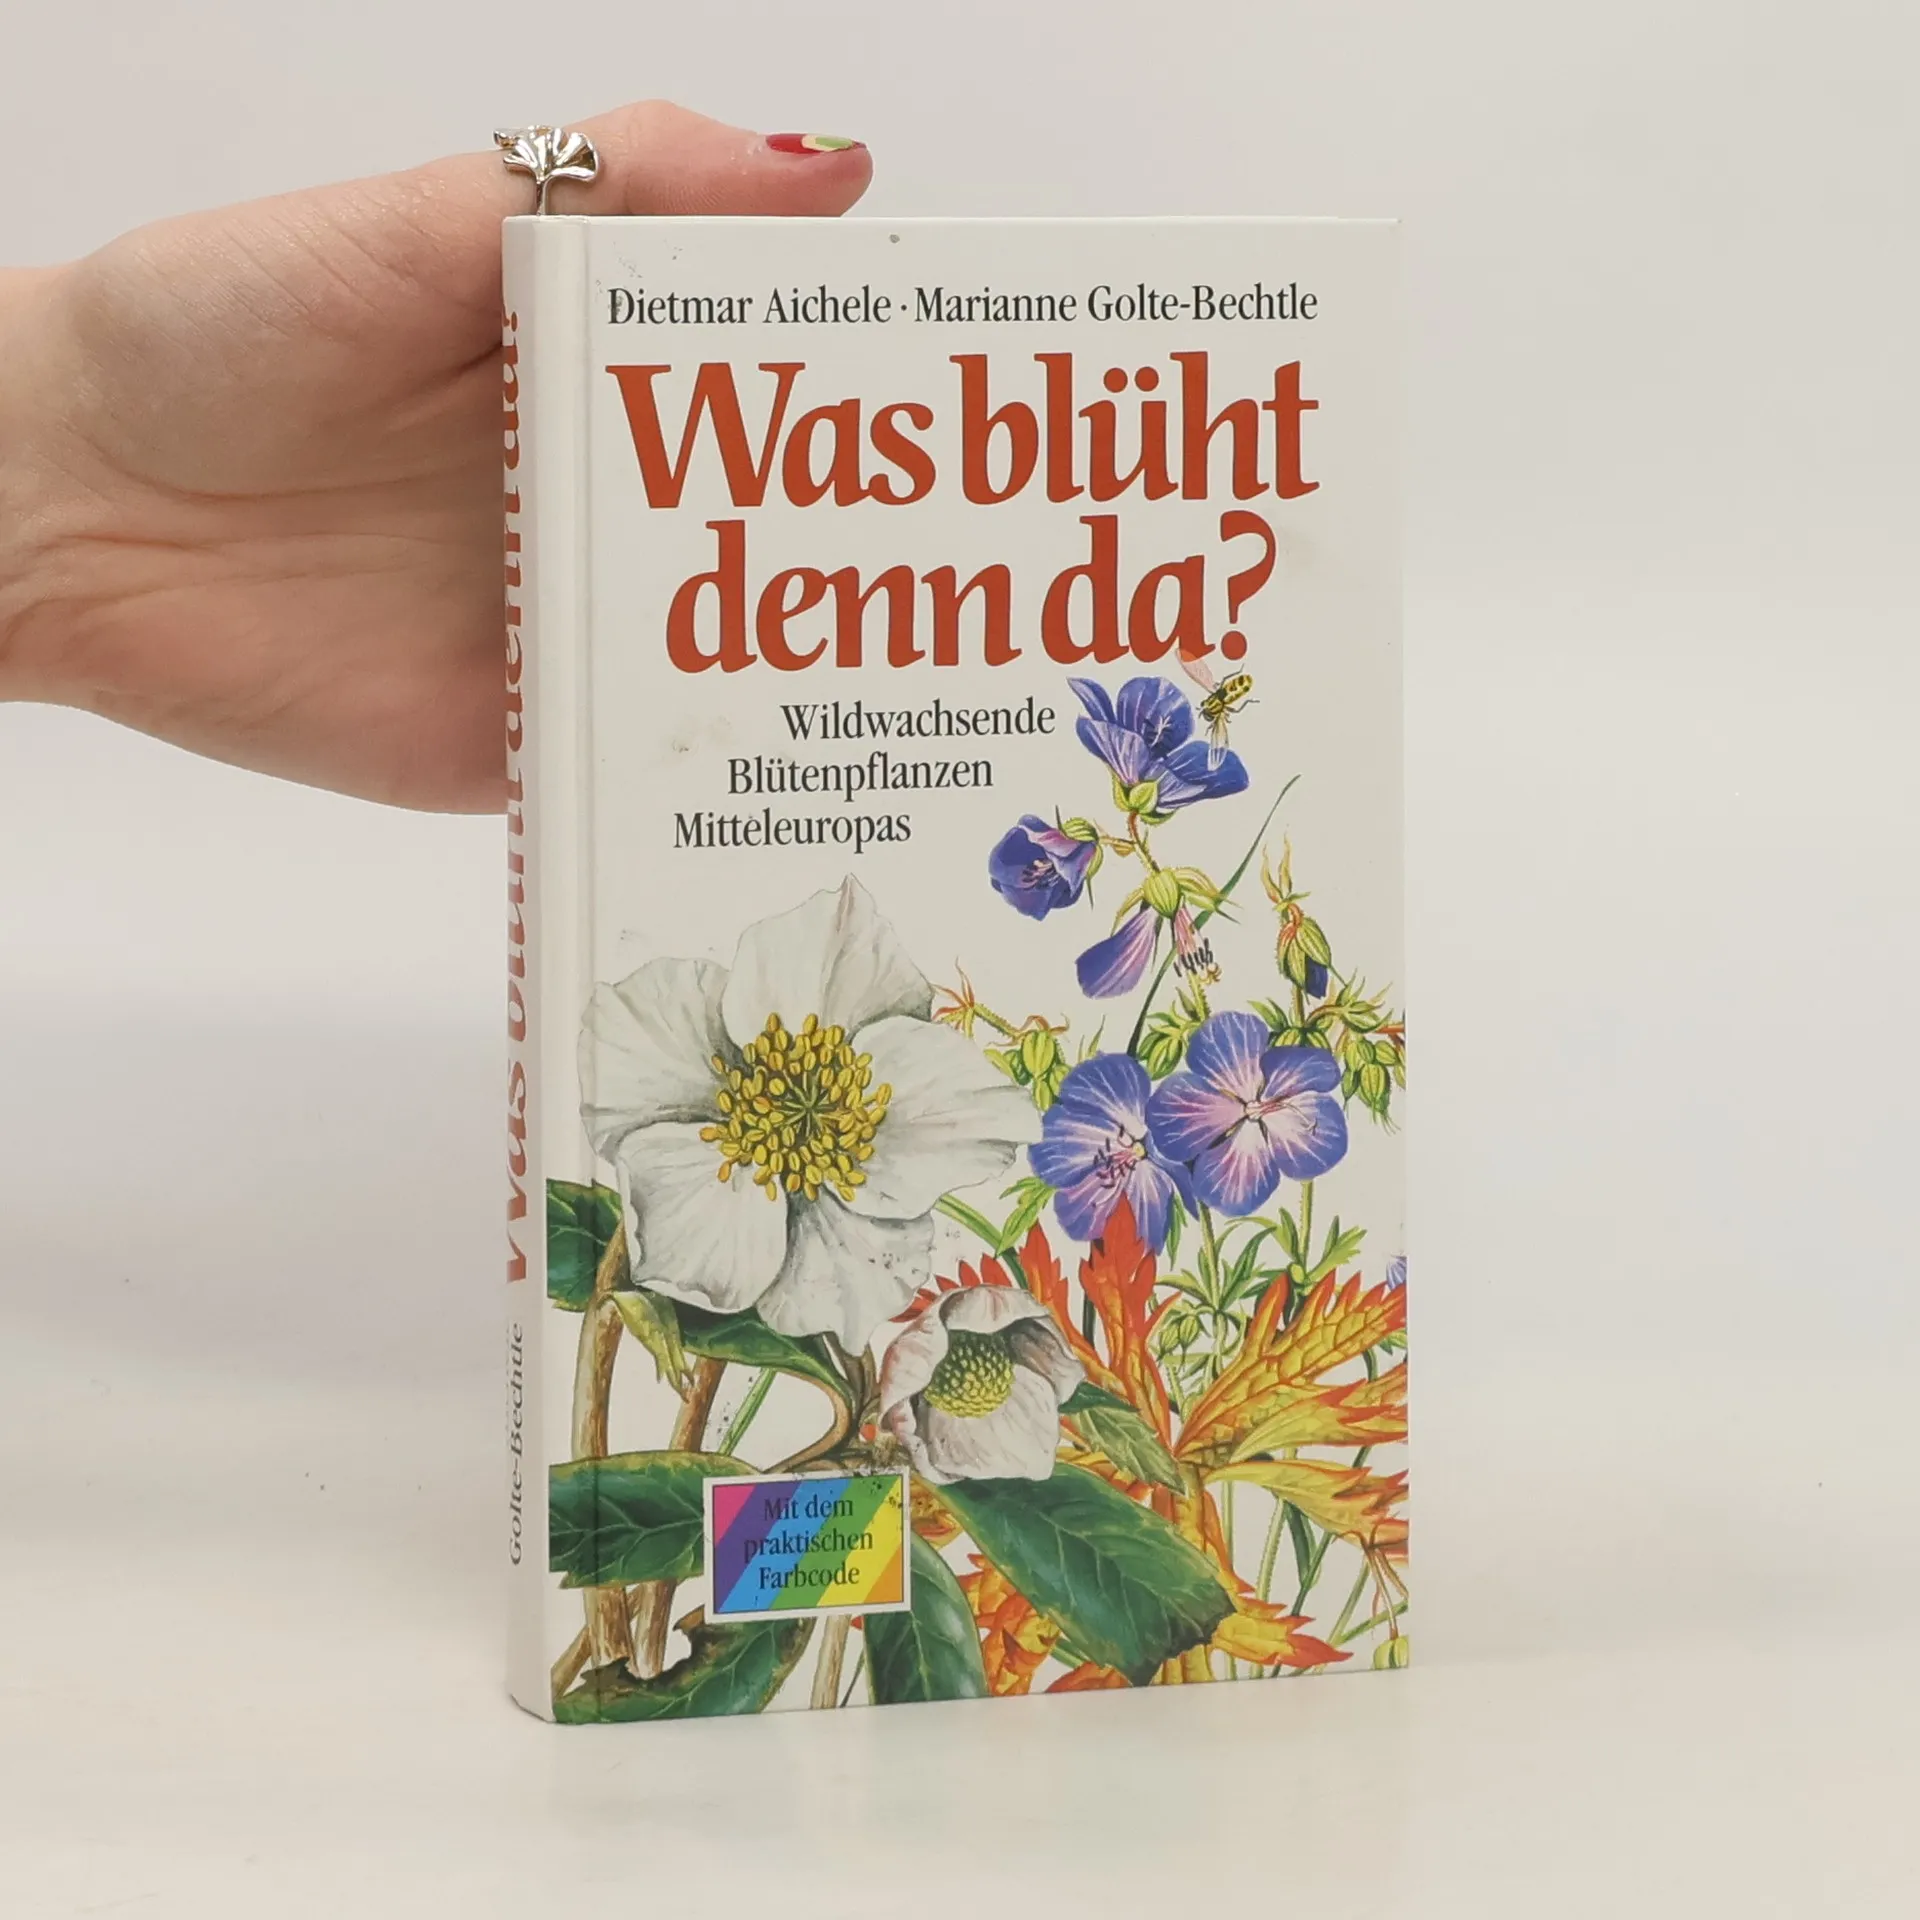 Dietmar Aichele · Marianne Golte-Bechtle
Was blüht
denn da?
Wildwachsende
Blütenpflanzen
Mitteleuropas
Mit dem
praktischen
Farbcode
Golte-Bechtle Was blüht denn da?